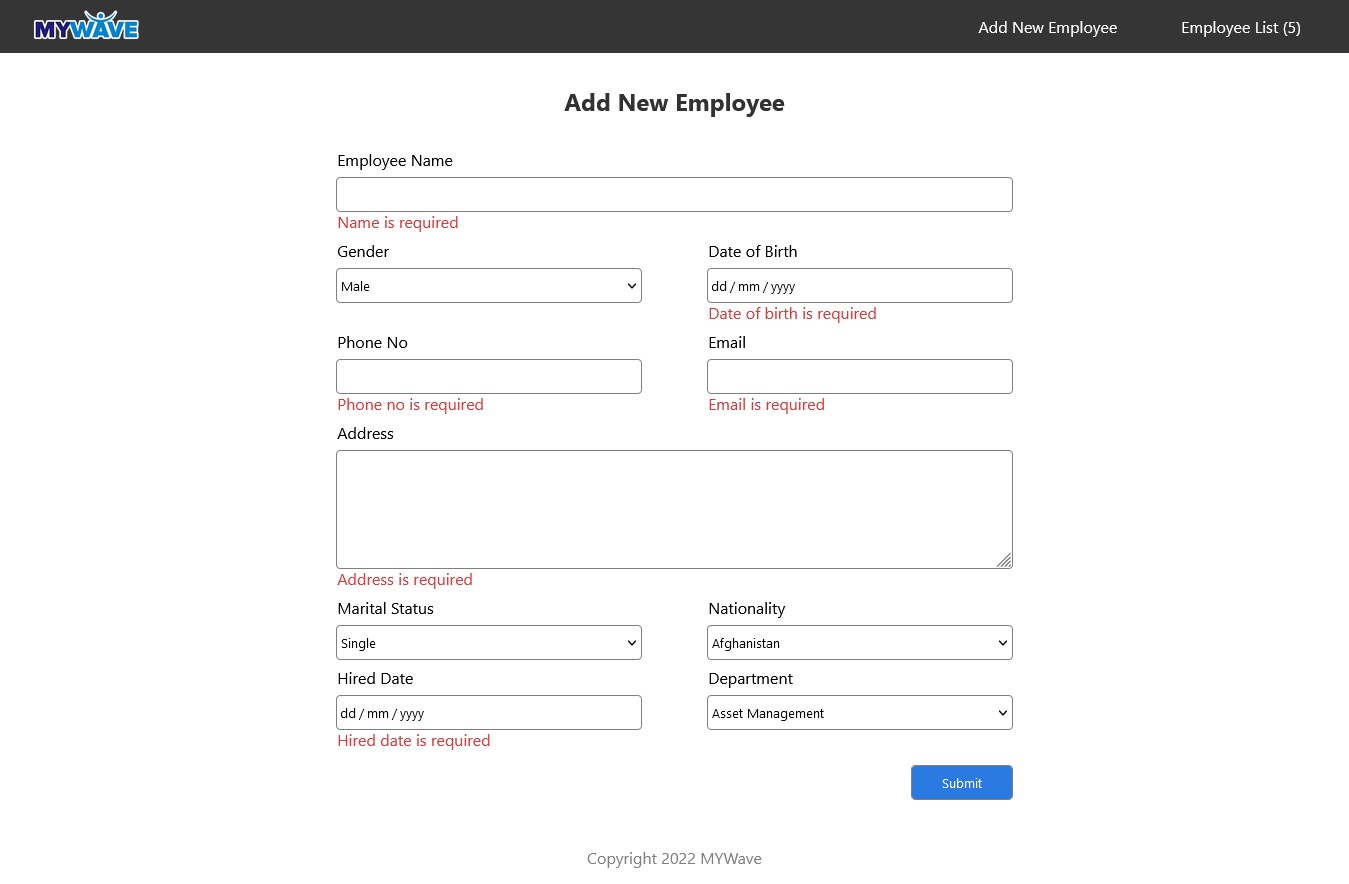 MYWAVE Add New Employee Employee List (5)
Add New Employee
Employee Name
Name is required
Gender Date of Birth
Male dd / mm / yyyy
Date of birth is required
Phone No Email
Phone no is required Email is required
Address
Address is required
Marital Status Nationality
Single Afghanistan
Hired Date Department
dd / mm / yyyy Asset Management
Hired date is required
Submit
Copyright 2022 MYWave